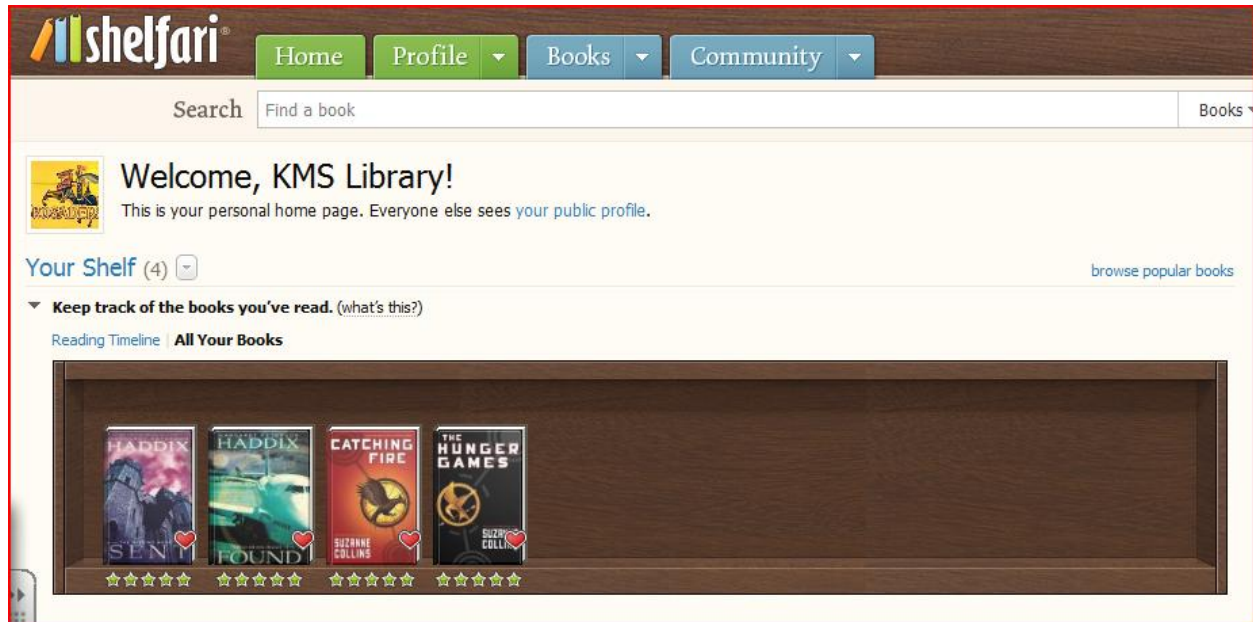 shelfari®
Home Profile Books Community
Search Find a book Books
Welcome, KMS Library!
This is your personal home page. Everyone else sees your public profile.
Your Shelf (4)
browse popular books
Keep track of the books you've read. (what's this?)
Reading Timeline | All Your Books
HADDIX
SENT
HADDIX
FOUND
CATCHING
FIRE
SUZANNE
COLLINS
THE
HUNGER
GAMES